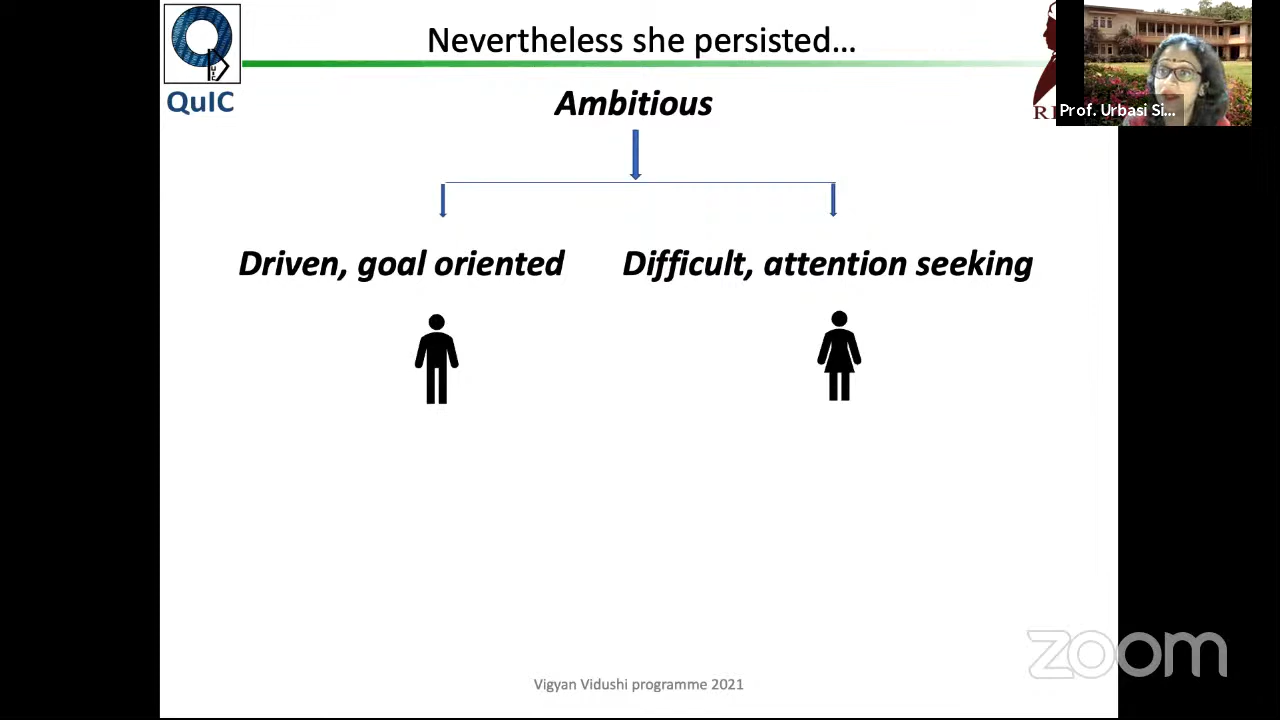 Nevertheless she persisted...
QuIC
Ambitious
Prof. Urbasi Si...
Driven, goal oriented
Difficult, attention seeking
zoom
Vigyan Vidushi programme 2021